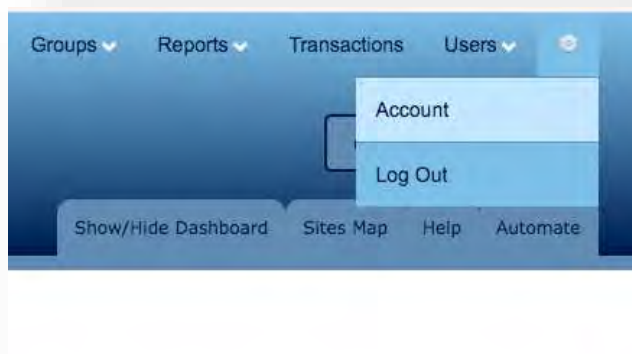 Groups Reports Transactions Users
Account
Log Out
Show/Hide Dashboard Sites Map Help Automate